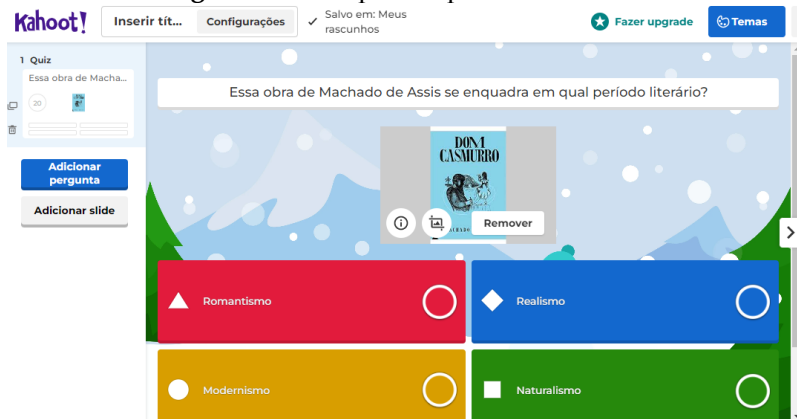 Kahoot!
Inserir tít...
Configurações
Salvo em: Meus
rascunhos
Fazer upgrade
Temas
1 Quiz
Essa obra de Macha...
20
Adicionar
pergunta
Adicionar slide
Essa obra de Machado de Assis se enquadra em qual período literário?
DOM
CASMURRO
Remover
Romantismo
Realismo
Modernismo
Naturalismo